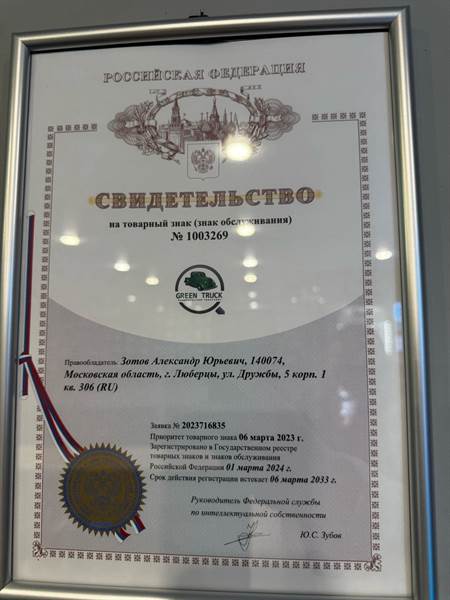 РОССИЙСКАЯ ФЕДЕРАЦИЯ
СВИДЕТЕЛЬСТВО
на товарный знак (знак обслуживания)
№ 1003269
GREEN TRUCK
Правообладатель: Зотов Александр Юрьевич, 140074,
Московская область, г. Люберцы, ул. Дружбы, 5 корп. 1
кв. 306 (RU)
Заявка № 2023716835
Приоритет товарного знака 06 марта 2023 г.
Зарегистрировано в Государственном реестре
товарных знаков и знаков обслуживания
Российской Федерации 01 марта 2024 г.
Срок действия регистрации истекает 06 марта 2033 г.
Руководитель Федеральной службы
по интеллектуальной собственности
Ю.С. Зубов